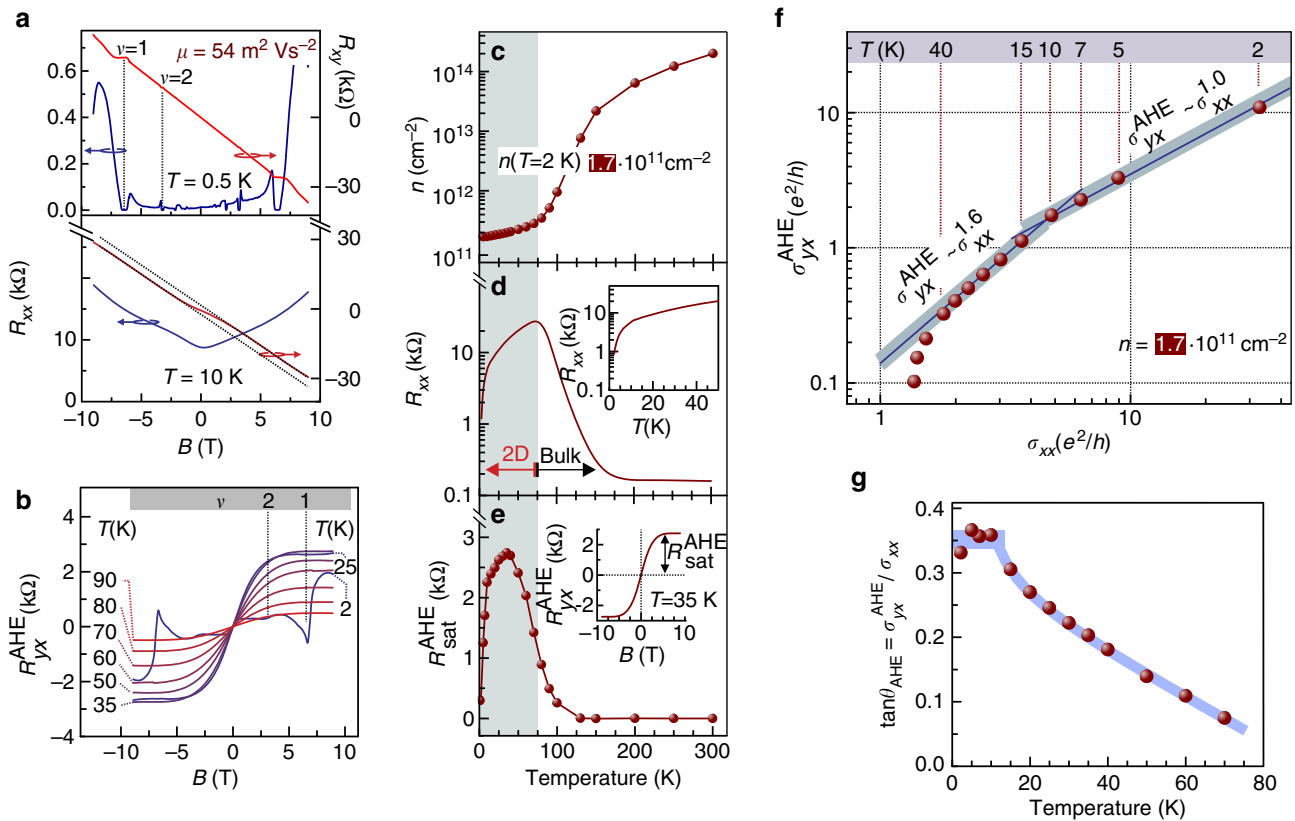 a
μ = 54 m² Vs⁻²
ν=1
ν=2
T = 0.5 K
0.6
0.4
0.2
0.0
R_xy (kΩ)
0
−30
30
0
−30
R_xx (kΩ)
10
0
T = 10 K
−10 −5 0 5 10
B (T)
b
ν 2 1
T(K) T(K)
4
2
0
−2
−4
R_yx^AHE (kΩ)
90
80
70
60
50
35
25
2
−10 −5 0 5 10
B (T)
c
10¹⁴
10¹³
10¹²
10¹¹
n (cm⁻²)
n(T=2 K) 1.7·10¹¹cm⁻²
d
10
1
0.1
R_xx (kΩ)
2D Bulk
10
1
0.1
R_xx (kΩ)
0 20 40
T(K)
e
3
2
1
0
R_sat^AHE (kΩ)
2
0
−2
R_yx^AHE (kΩ)
R_sat^AHE
T=35 K
−10 0 10
B (T)
0 50 100 150 200 250 300
Temperature (K)
f
T (K) 40 15 10 7 5 2
10
1
0.1
σ_yx^AHE (e²/h)
σ_yx^AHE ~σ_xx^1.0
σ_yx^AHE ~σ_xx^1.6
n = 1.7·10¹¹ cm⁻²
1 10
σ_xx (e²/h)
g
0.4
0.3
0.2
0.1
0.0
tanθ_AHE = σ_yx^AHE / σ_xx
0 20 40 60 80
Temperature (K)